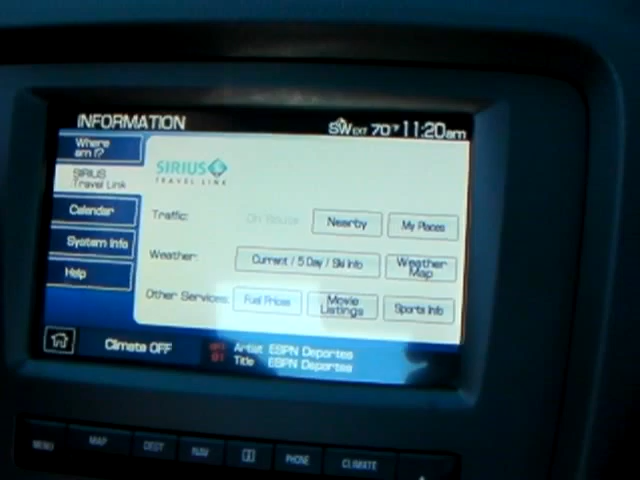 INFORMATION
SW EXT 70°F 11:20am
Where am I?
SIRIUS Travel Link
Calendar
System Info
Help
SIRIUS
TRAVEL LINK
Traffic: On Route Nearby My Places
Weather: Current / 5 Day / Ski Info Weather Map
Other Services: Fuel Prices Movie Listings Sports Info
Climate OFF
Artist ESPN Deportes
Title ESPN Deportes
MENU MAP DEST NAV PHONE CLIMATE